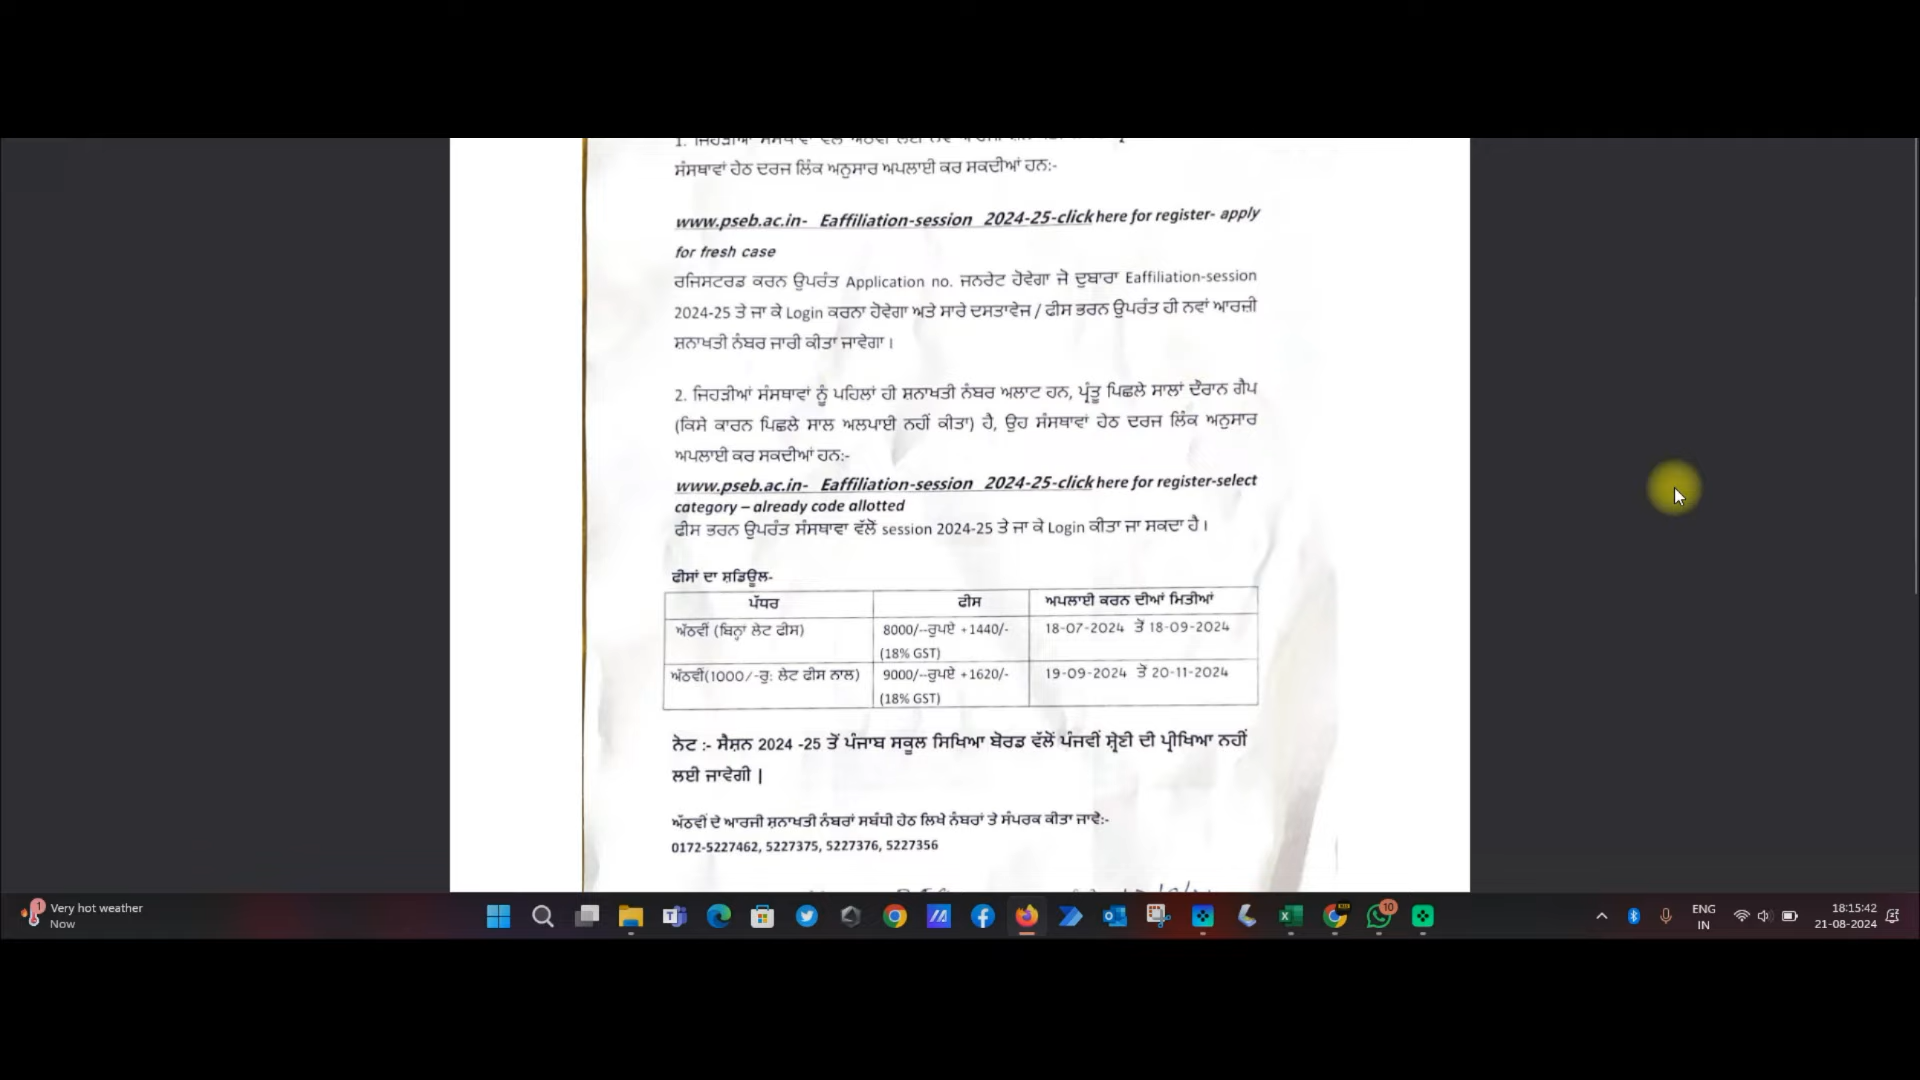 ਸੰਸਥਾਵਾਂ ਹੇਠ ਦਰਜ ਲਿੰਕ ਅਨੁਸਾਰ ਅਪਲਾਈ ਕਰ ਸਕਦੀਆਂ ਹਨ:-
www.pseb.ac.in- Eaffiliation-session 2024-25-click here for register- apply
for fresh case
ਰਜਿਸਟਰਡ ਕਰਨ ਉਪਰੰਤ Application no. ਜਨਰੇਟ ਹੋਵੇਗਾ ਜੋ ਦੁਬਾਰਾ Eaffiliation-session
2024-25 ਤੇ ਜਾ ਕੇ Login ਕਰਨਾ ਹੋਵੇਗਾ ਅਤੇ ਸਾਰੇ ਦਸਤਾਵੇਜ / ਫੀਸ ਭਰਨ ਉਪਰੰਤ ਹੀ ਨਵਾਂ ਆਰਜ਼ੀ
ਸ਼ਨਾਖਤੀ ਨੰਬਰ ਜਾਰੀ ਕੀਤਾ ਜਾਵੇਗਾ।
2. ਜਿਹੜੀਆਂ ਸੰਸਥਾਵਾਂ ਨੂੰ ਪਹਿਲਾਂ ਹੀ ਸ਼ਨਾਖਤੀ ਨੰਬਰ ਅਲਾਟ ਹਨ, ਪ੍ਰੰਤੂ ਪਿਛਲੇ ਸਾਲਾਂ ਦੌਰਾਨ ਗੈਪ
(ਕਿਸੇ ਕਾਰਨ ਪਿਛਲੇ ਸਾਲ ਅਲਪਾਈ ਨਹੀਂ ਕੀਤਾ) ਹੈ, ਉਹ ਸੰਸਥਾਵਾਂ ਹੇਠ ਦਰਜ ਲਿੰਕ ਅਨੁਸਾਰ
ਅਪਲਾਈ ਕਰ ਸਕਦੀਆਂ ਹਨ:-
www.pseb.ac.in- Eaffiliation-session 2024-25-click here for register-select
category – already code allotted
ਫੀਸ ਭਰਨ ਉਪਰੰਤ ਸੰਸਥਾਵਾ ਵੱਲੋਂ session 2024-25 ਤੇ ਜਾ ਕੇ Login ਕੀਤਾ ਜਾ ਸਕਦਾ ਹੈ।
ਫੀਸਾਂ ਦਾ ਸ਼ਡਿਊਲ-
ਪੱਧਰ ਫੀਸ ਅਪਲਾਈ ਕਰਨ ਦੀਆਂ ਮਿਤੀਆਂ
ਅੱਠਵੀਂ (ਬਿਨ੍ਹਾਂ ਲੇਟ ਫੀਸ) 8000/--ਰੁਪਏ +1440/- 18-07-2024 ਤੋਂ 18-09-2024
(18% GST)
ਅੱਠਵੀਂ(1000/-ਰੁ: ਲੇਟ ਫੀਸ ਨਾਲ) 9000/--ਰੁਪਏ +1620/- 19-09-2024 ਤੋਂ 20-11-2024
(18% GST)
ਨੋਟ :- ਸੈਸ਼ਨ 2024 -25 ਤੋਂ ਪੰਜਾਬ ਸਕੂਲ ਸਿਖਿਆ ਬੋਰਡ ਵੱਲੋਂ ਪੰਜਵੀਂ ਸ਼੍ਰੇਣੀ ਦੀ ਪ੍ਰੀਖਿਆ ਨਹੀਂ
ਲਈ ਜਾਵੇਗੀ |
ਅੱਠਵੀਂ ਦੇ ਆਰਜੀ ਸ਼ਨਾਖਤੀ ਨੰਬਰਾਂ ਸਬੰਧੀ ਹੇਠ ਲਿਖੇ ਨੰਬਰਾਂ ਤੇ ਸੰਪਰਕ ਕੀਤਾ ਜਾਵੇ:-
0172-5227462, 5227375, 5227376, 5227356
Very hot weather
Now
10
ENG
IN
18:15:42
21-08-2024